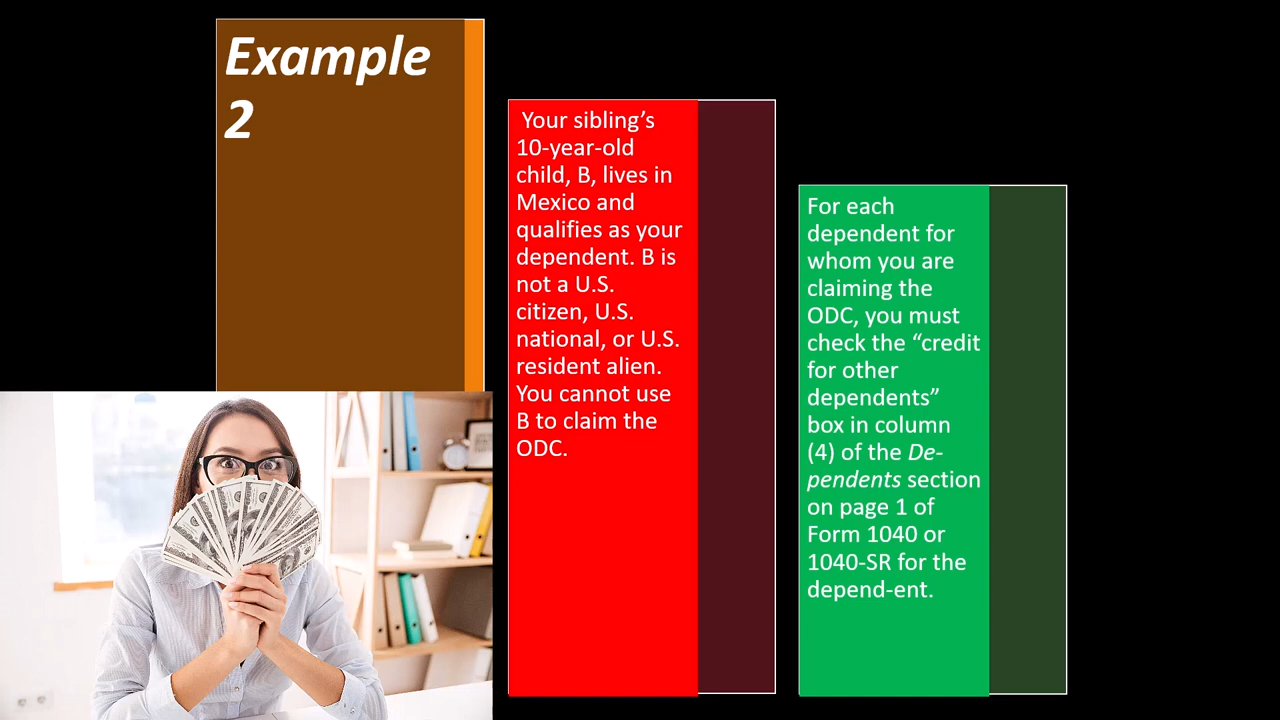 Example
2
Your sibling’s
10-year-old
child, B, lives in
Mexico and
qualifies as your
dependent. B is
not a U.S.
citizen, U.S.
national, or U.S.
resident alien.
You cannot use
B to claim the
ODC.
For each
dependent for
whom you are
claiming the
ODC, you must
check the “credit
for other
dependents”
box in column
(4) of the De-
pendents section
on page 1 of
Form 1040 or
1040-SR for the
depend-ent.